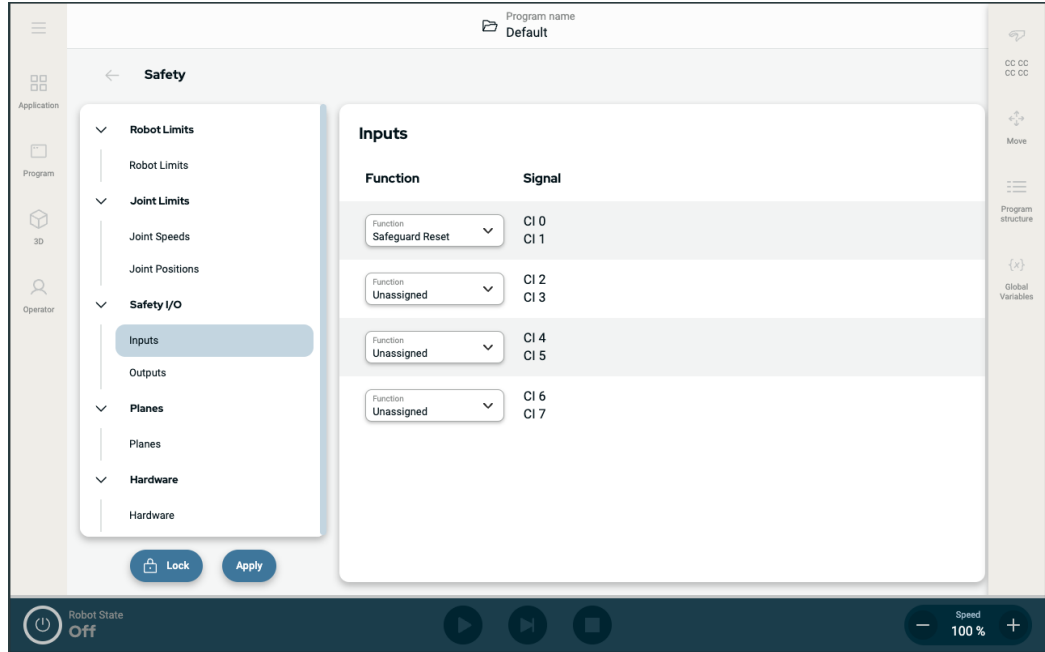 Program name
Default
Application
Program
3D
Operator
Safety
Robot Limits
Robot Limits
Joint Limits
Joint Speeds
Joint Positions
Safety I/O
Inputs
Outputs
Planes
Planes
Hardware
Hardware
Lock
Apply
Inputs
Function Signal
Function
Safeguard Reset
CI 0
CI 1
Function
Unassigned
CI 2
CI 3
Function
Unassigned
CI 4
CI 5
Function
Unassigned
CI 6
CI 7
CC CC
CC CC
Move
Program
structure
{x}
Global
Variables
Robot State
Off
Speed
100 %